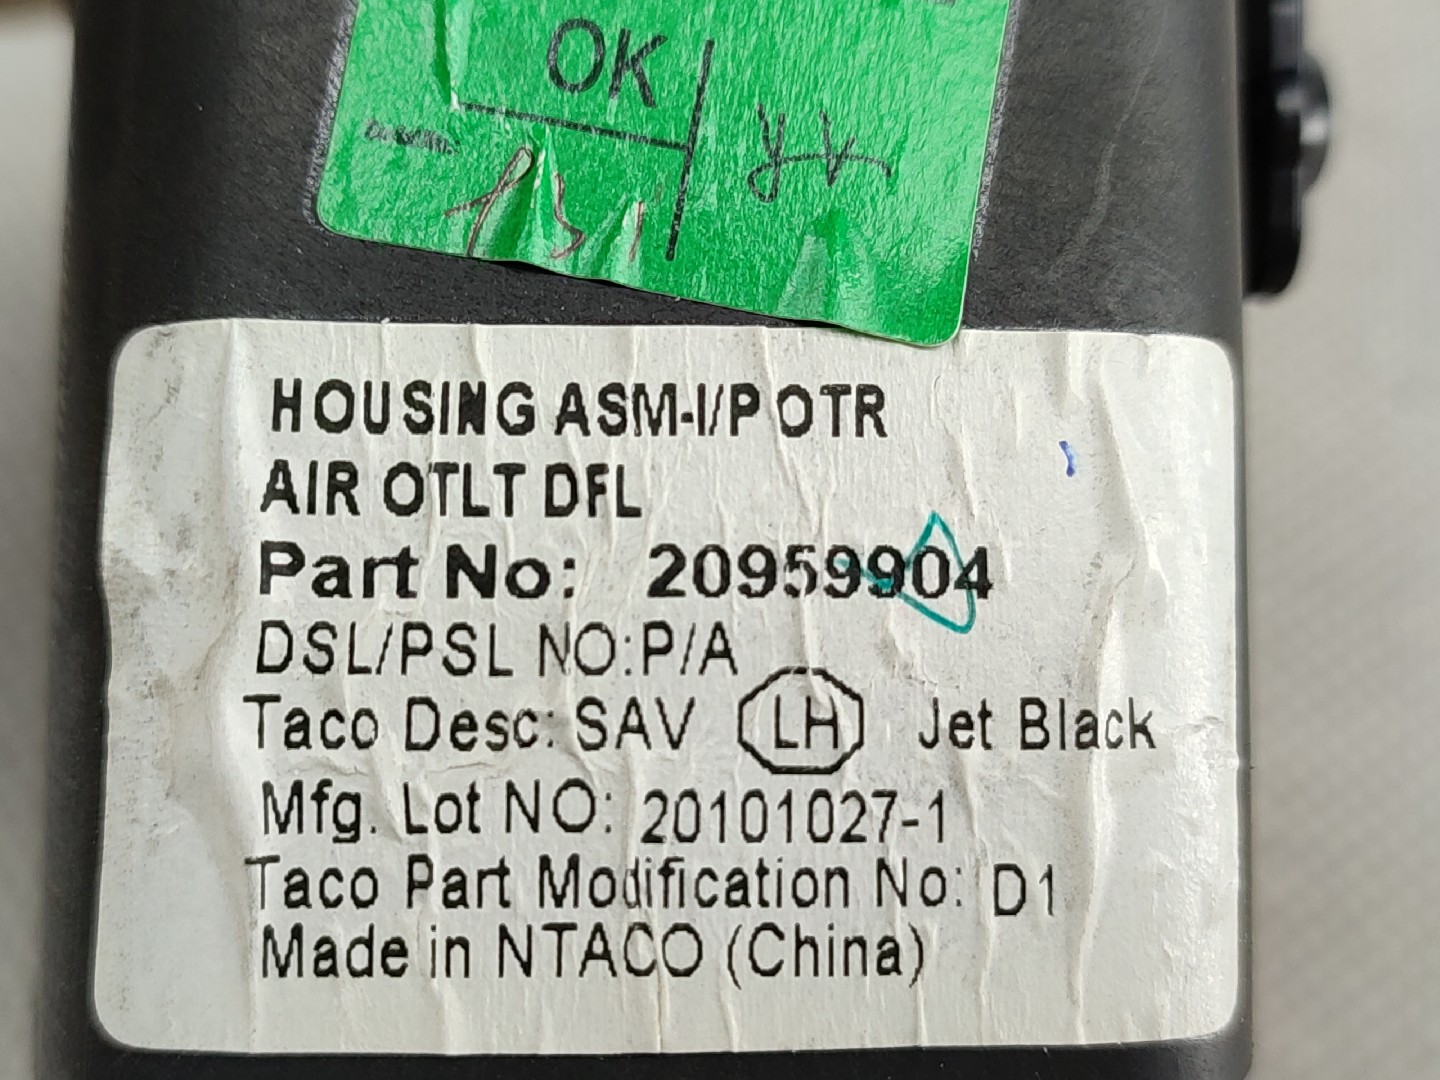 OK
HOUSING ASM-I/P OTR
AIR OTLT DFL
Part No: 20959904
DSL/PSL NO:P/A
Taco Desc: SAV LH Jet Black
Mfg. Lot NO: 20101027-1
Taco Part Modification No: D1
Made in NTACO (China)